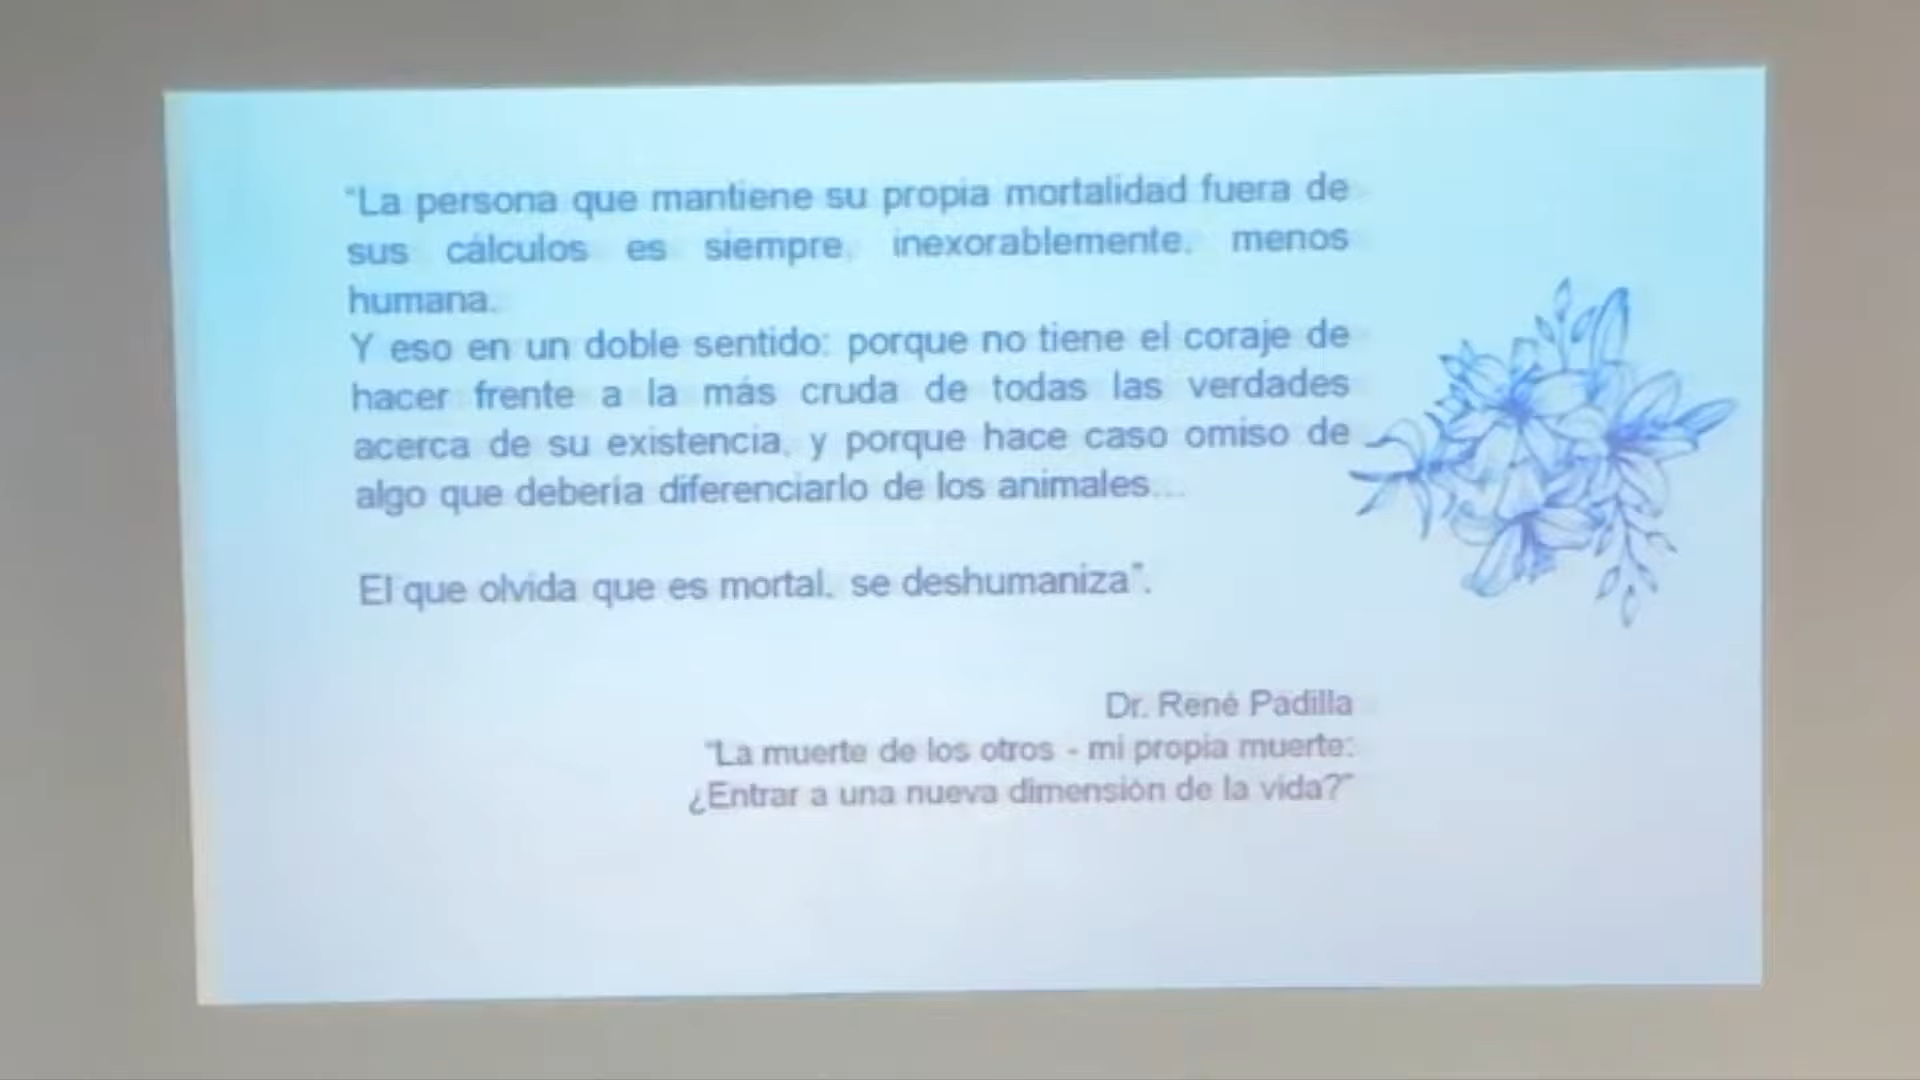 “La persona que mantiene su propia mortalidad fuera de
sus cálculos es siempre, inexorablemente, menos
humana.
Y eso en un doble sentido: porque no tiene el coraje de
hacer frente a la más cruda de todas las verdades
acerca de su existencia, y porque hace caso omiso de
algo que debería diferenciarlo de los animales...
El que olvida que es mortal, se deshumaniza”.
Dr. René Padilla
“La muerte de los otros - mi propia muerte:
¿Entrar a una nueva dimensión de la vida?”